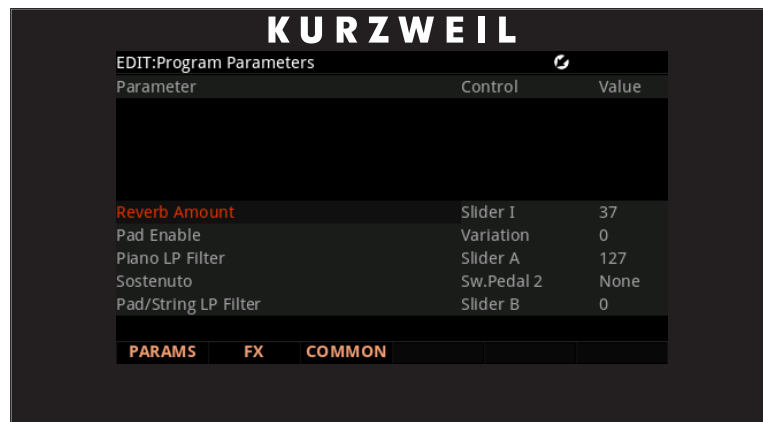 KURZWEIL
EDIT:Program Parameters
Parameter Control Value
Reverb Amount Slider I 37
Pad Enable Variation 0
Piano LP Filter Slider A 127
Sostenuto Sw.Pedal 2 None
Pad/String LP Filter Slider B 0
PARAMS FX COMMON